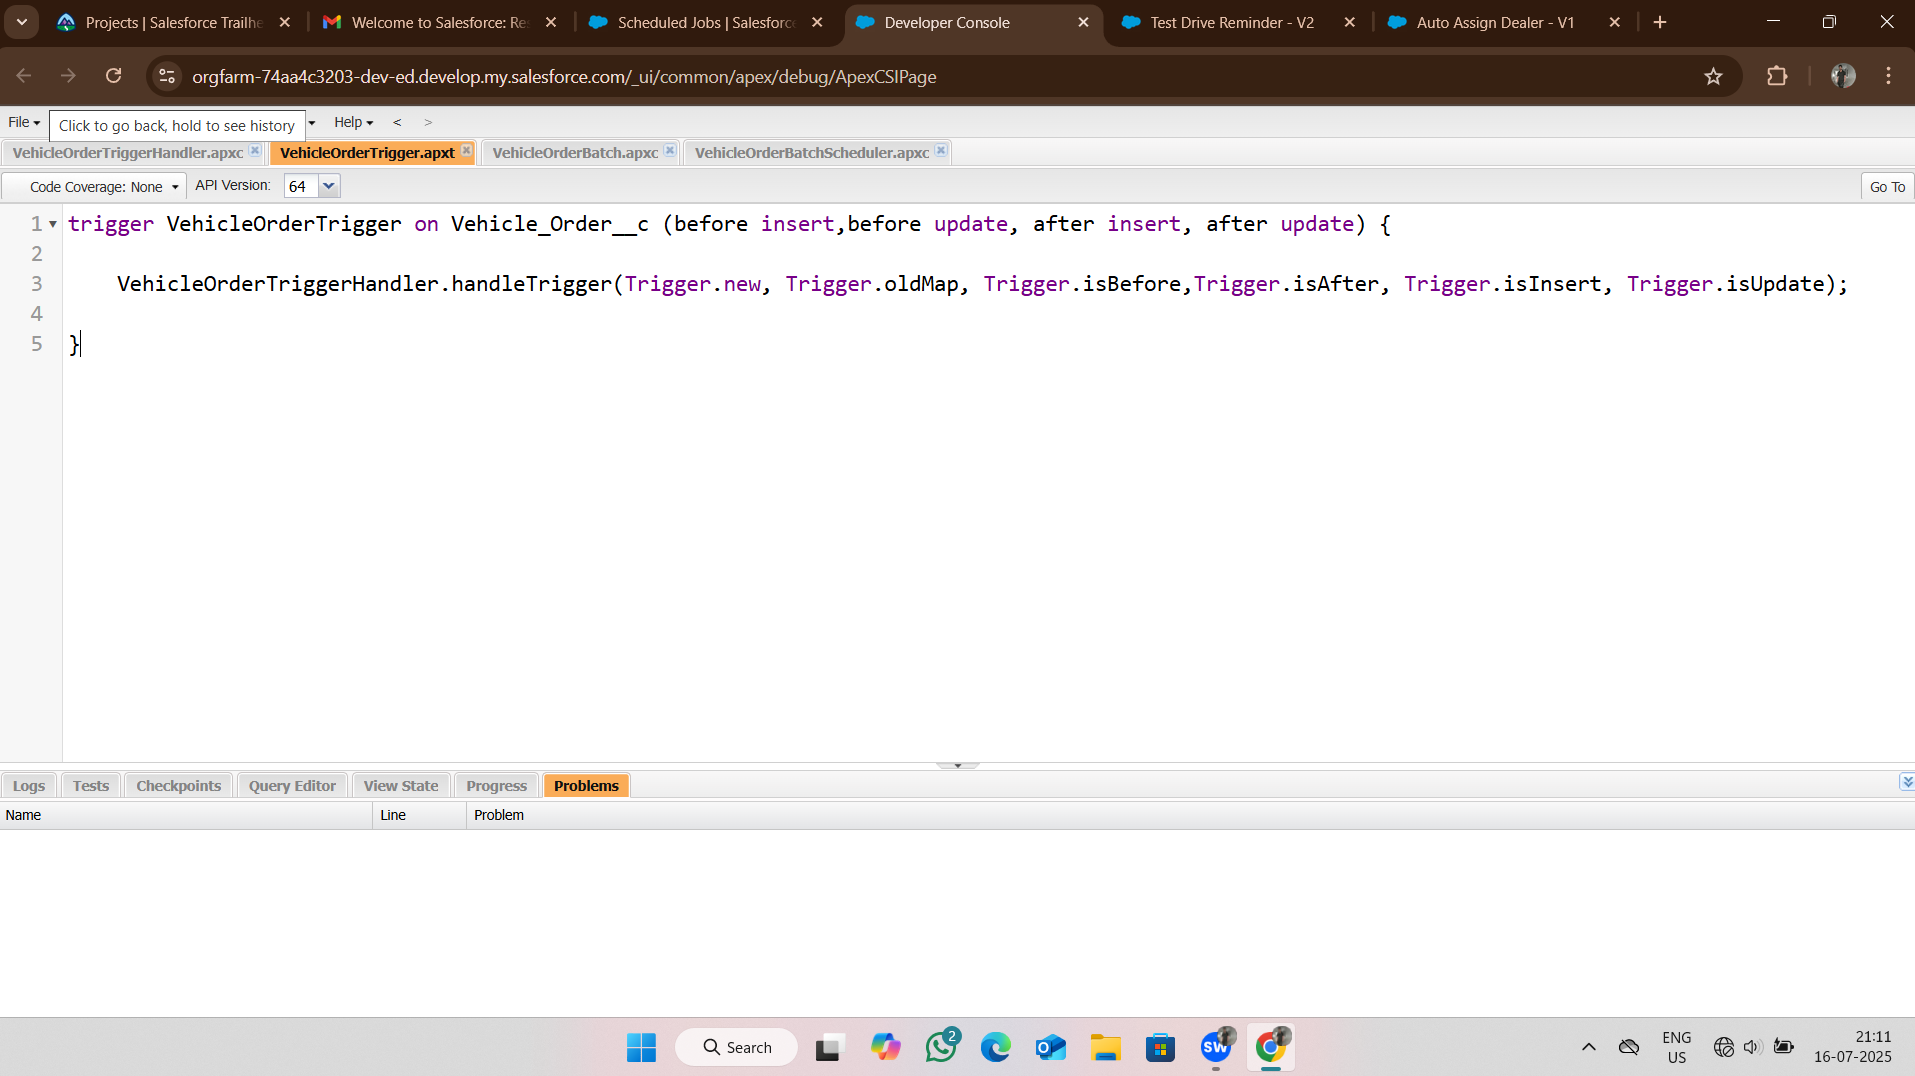 Projects | Salesforce Trailhe
Welcome to Salesforce: Re
Scheduled Jobs | Salesforce
Developer Console
Test Drive Reminder - V2
Auto Assign Dealer - V1
orgfarm-74aa4c3203-dev-ed.develop.my.salesforce.com/_ui/common/apex/debug/ApexCSIPage
File
Click to go back, hold to see history
Help < >
VehicleOrderTriggerHandler.apxc
VehicleOrderTrigger.apxt
VehicleOrderBatch.apxc
VehicleOrderBatchScheduler.apxc
Code Coverage: None
API Version: 64
Go To
1 trigger VehicleOrderTrigger on Vehicle_Order__c (before insert,before update, after insert, after update) {
2
3 VehicleOrderTriggerHandler.handleTrigger(Trigger.new, Trigger.oldMap, Trigger.isBefore,Trigger.isAfter, Trigger.isInsert, Trigger.isUpdate);
4
5 }
Logs
Tests
Checkpoints
Query Editor
View State
Progress
Problems
Name
Line
Problem
Search
2
SW
ENG
US
21:11
16-07-2025